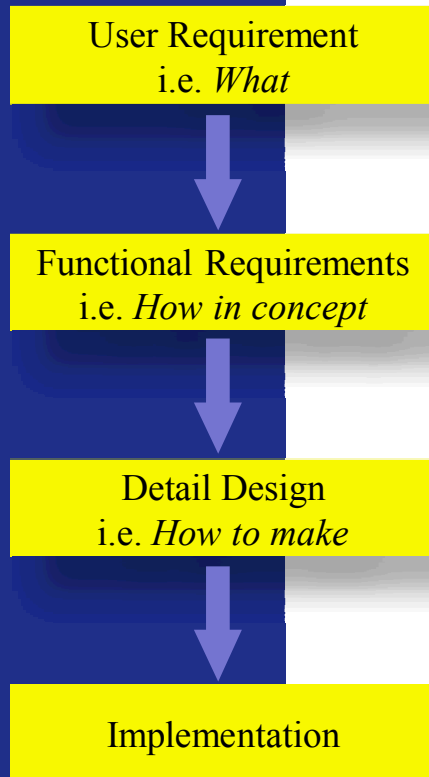 User Requirement
i.e. What
Functional Requirements
i.e. How in concept
Detail Design
i.e. How to make
Implementation